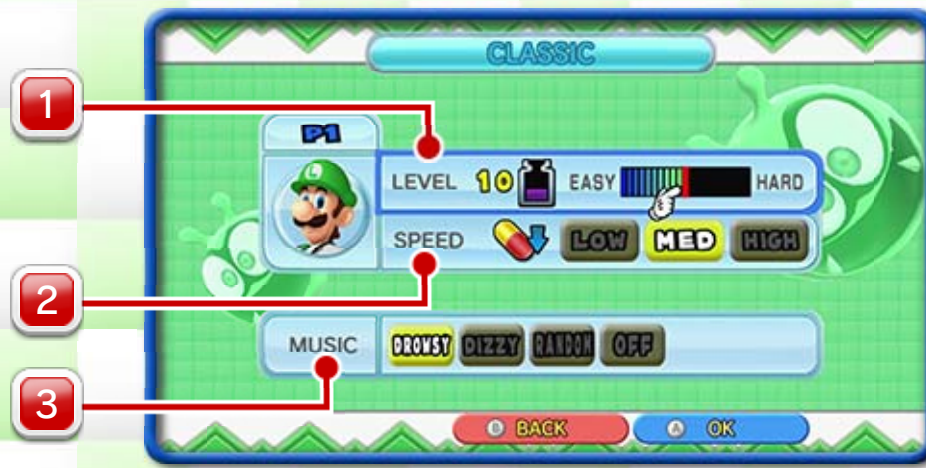 CLASSIC
1
P1
L
LEVEL 10 EASY HARD
SPEED LOW MED HIGH
2
MUSIC DROWSY DIZZY RANDOM OFF
3
B BACK A OK